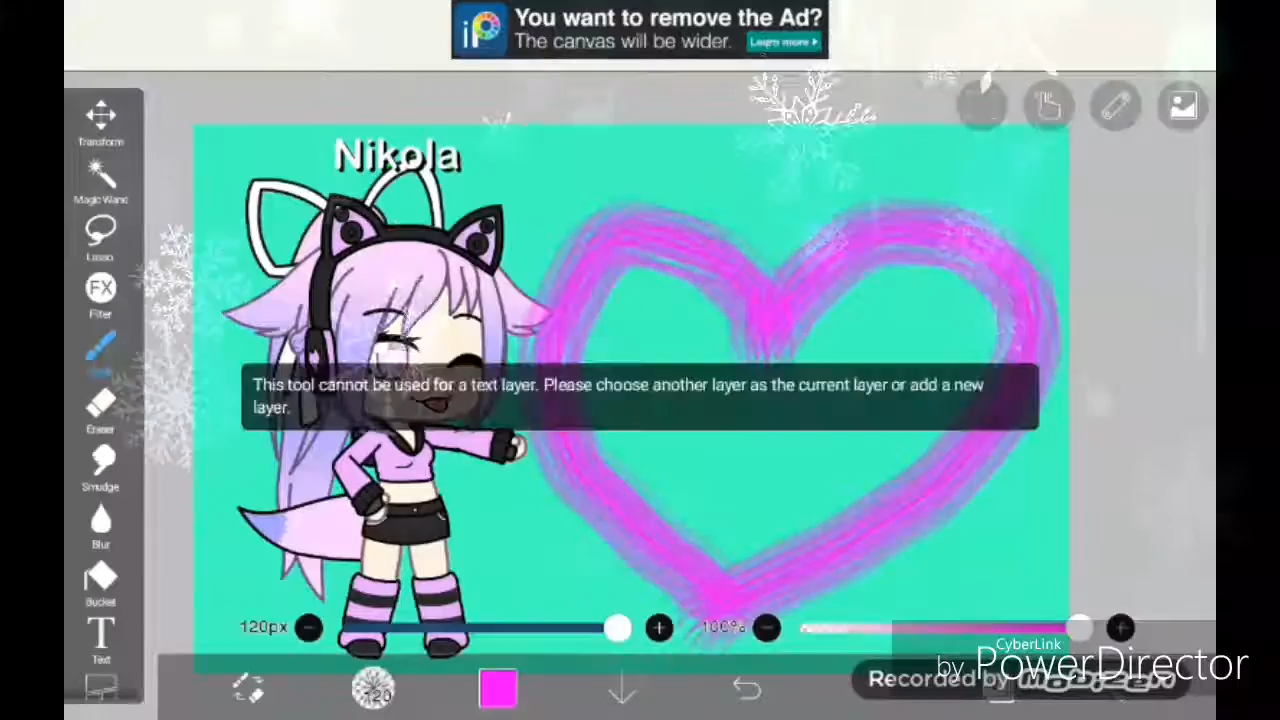 You want to remove the Ad?
The canvas will be wider.
Learn more
Nikola
Transform
Magic Wand
Lasso
FX
Filter
This tool cannot be used for a text layer. Please choose another layer as the current layer or add a new
layer.
Eraser
Smudge
Blur
Bucket
T
Text
120px
100%
120
CyberLink
by PowerDirector
Recorded by